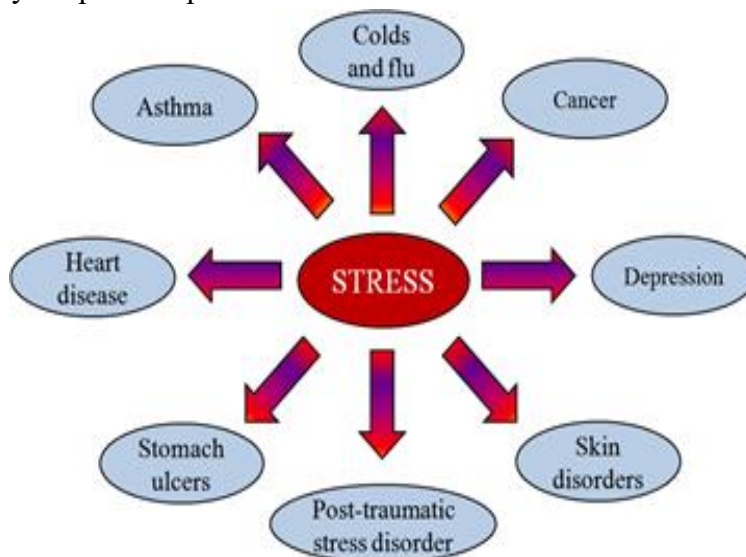 Colds
and flu
Asthma
Cancer
Heart
disease
STRESS
Depression
Stomach
ulcers
Skin
disorders
Post-traumatic
stress disorder